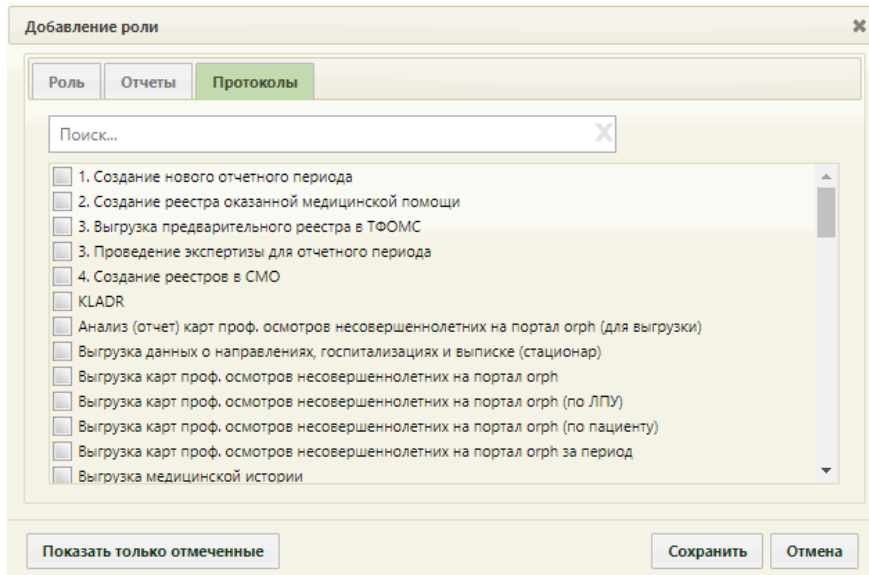 Добавление роли
Роль Отчеты Протоколы
Поиск...
1. Создание нового отчетного периода
2. Создание реестра оказанной медицинской помощи
3. Выгрузка предварительного реестра в ТФОМС
3. Проведение экспертизы для отчетного периода
4. Создание реестров в СМО
KLADR
Анализ (отчет) карт проф. осмотров несовершеннолетних на портал orph (для выгрузки)
Выгрузка данных о направлениях, госпитализациях и выписке (стационар)
Выгрузка карт проф. осмотров несовершеннолетних на портал orph
Выгрузка карт проф. осмотров несовершеннолетних на портал orph (по ЛПУ)
Выгрузка карт проф. осмотров несовершеннолетних на портал orph (по пациенту)
Выгрузка карт проф. осмотров несовершеннолетних на портал orph за период
Выгрузка медицинской истории
Показать только отмеченные Сохранить Отмена